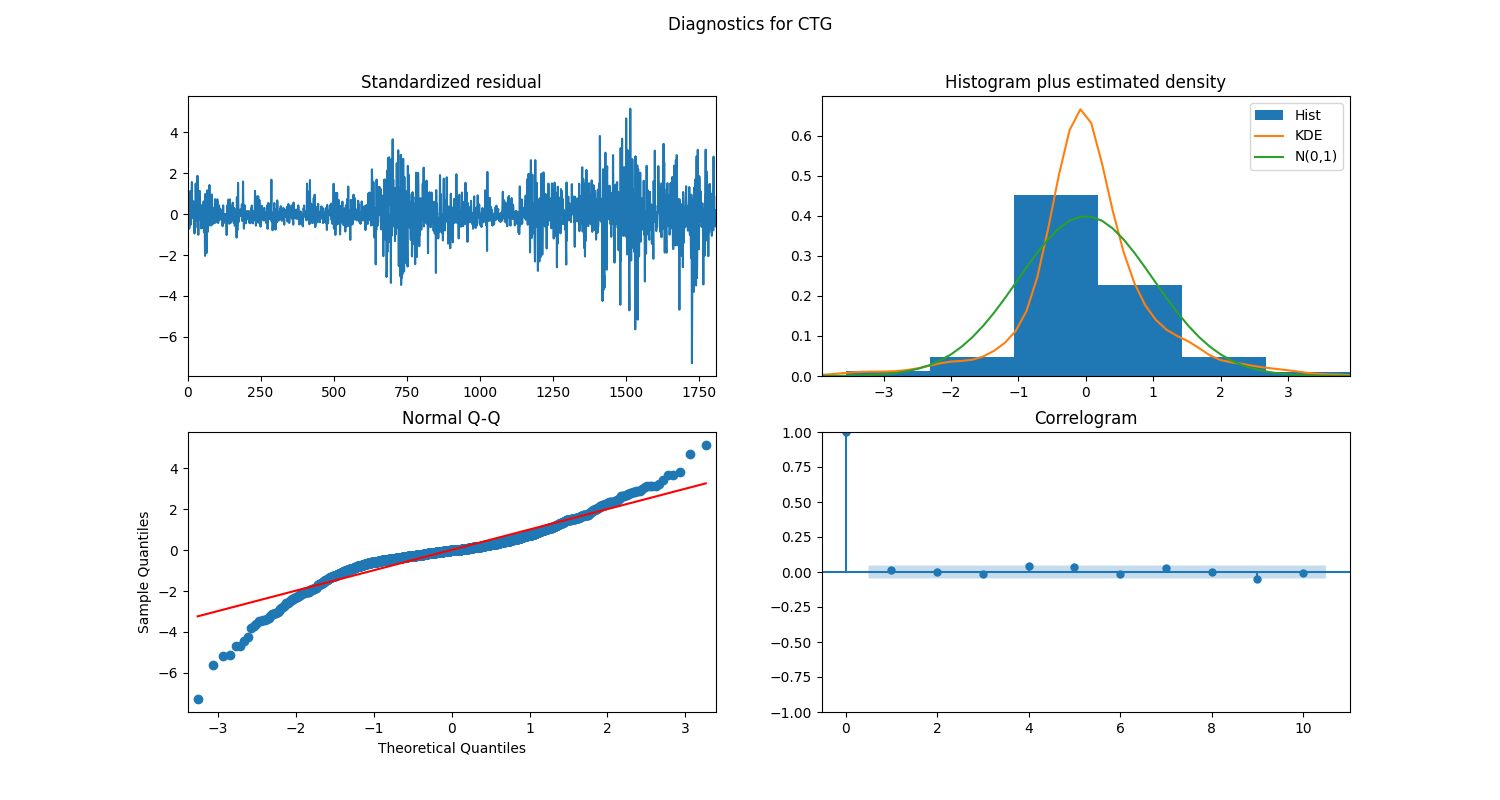 Diagnostics for CTG
Standardized residual
4
2
0
−2
−4
−6
0 250 500 750 1000 1250 1500 1750
Histogram plus estimated density
Hist
KDE
N(0,1)
0.6
0.5
0.4
0.3
0.2
0.1
0.0
−3 −2 −1 0 1 2 3
Normal Q-Q
Sample Quantiles
4
2
0
−2
−4
−6
−3 −2 −1 0 1 2 3
Theoretical Quantiles
Correlogram
1.00
0.75
0.50
0.25
0.00
−0.25
−0.50
−0.75
−1.00
0 2 4 6 8 10